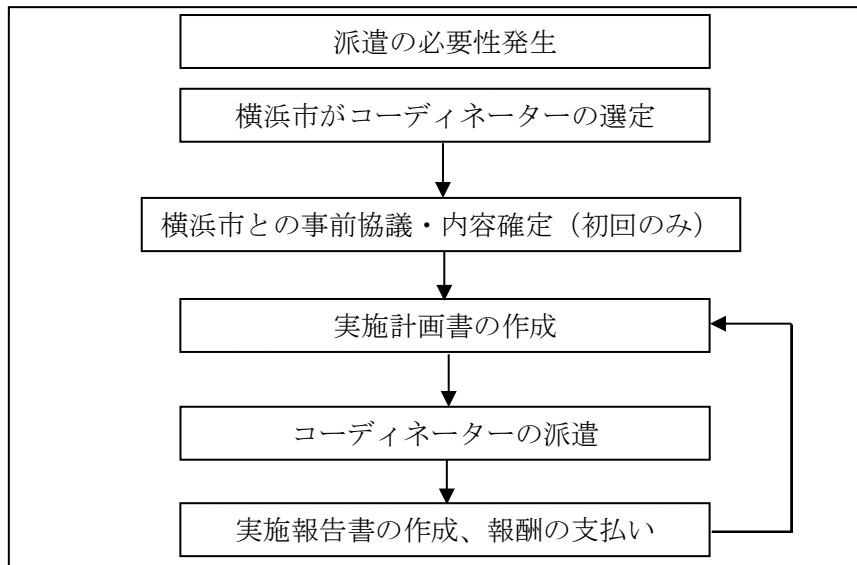 派遣の必要性発生
横浜市がコーディネーターの選定
横浜市との事前協議・内容確定（初回のみ）
実施計画書の作成
コーディネーターの派遣
実施報告書の作成、報酬の支払い